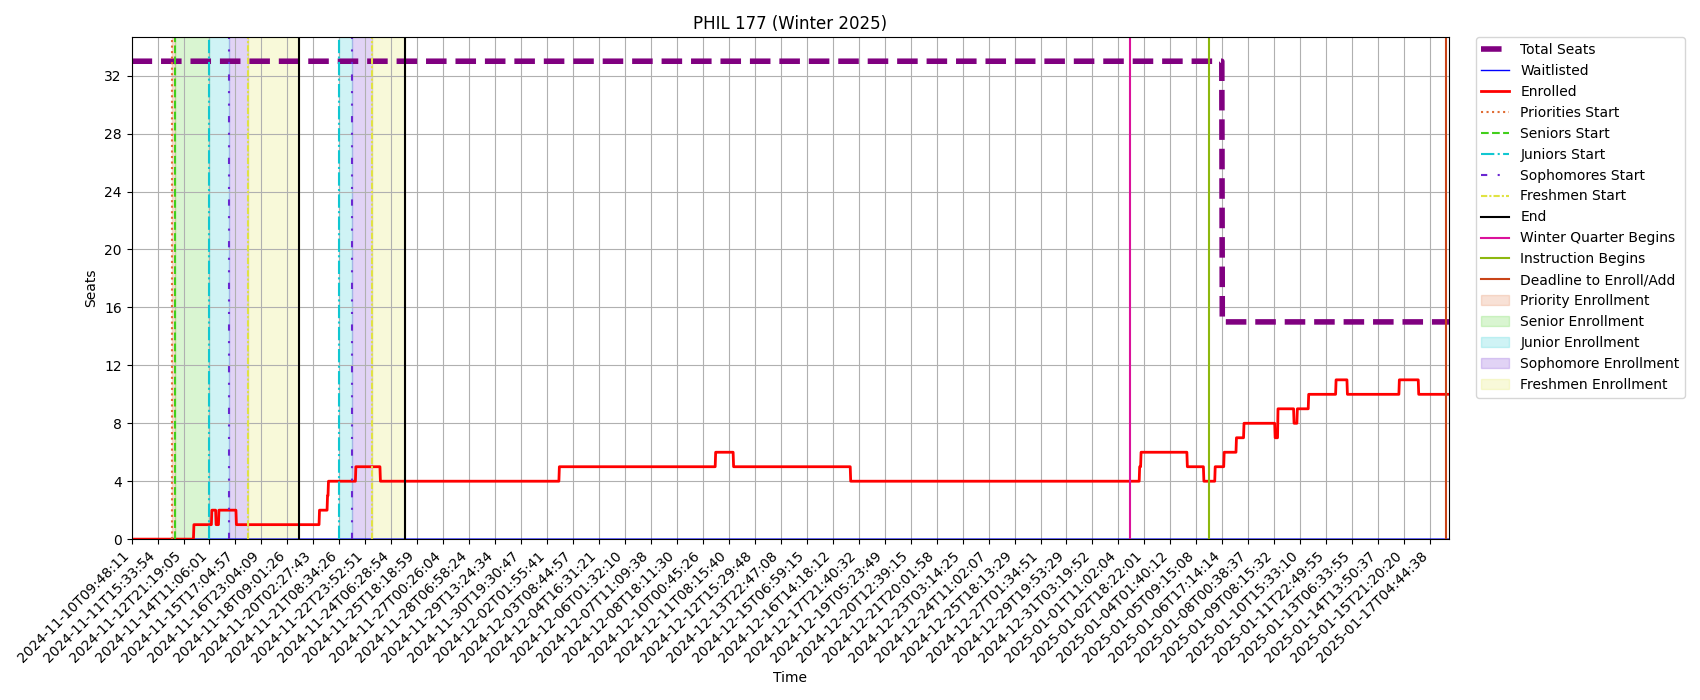 PHIL 177 (Winter 2025)
32
28
24
20
16
12
8
4
0
Seats
2024-11-10T09:48:11
2024-11-11T15:33:54
2024-11-12T21:19:05
2024-11-14T11:06:01
2024-11-15T17:04:57
2024-11-16T23:04:09
2024-11-18T09:01:26
2024-11-20T02:27:43
2024-11-21T08:34:26
2024-11-22T23:52:51
2024-11-24T06:28:54
2024-11-25T18:18:59
2024-11-27T00:26:04
2024-11-28T06:58:24
2024-11-29T13:24:34
2024-11-30T19:30:47
2024-12-02T01:55:41
2024-12-03T08:44:57
2024-12-04T16:31:21
2024-12-06T01:32:10
2024-12-07T11:09:38
2024-12-08T18:11:30
2024-12-10T00:45:26
2024-12-11T08:15:40
2024-12-12T15:29:48
2024-12-13T22:47:08
2024-12-15T06:59:15
2024-12-16T14:18:12
2024-12-17T21:40:32
2024-12-19T05:23:49
2024-12-20T12:39:15
2024-12-21T20:01:58
2024-12-23T03:14:25
2024-12-24T11:02:07
2024-12-25T18:13:29
2024-12-27T01:34:51
2024-12-29T19:53:29
2024-12-31T03:19:52
2025-01-01T11:02:04
2025-01-02T18:22:01
2025-01-04T01:40:12
2025-01-05T09:15:08
2025-01-06T17:14:14
2025-01-08T00:38:37
2025-01-09T08:15:32
2025-01-10T15:33:10
2025-01-11T22:49:55
2025-01-13T06:33:55
2025-01-14T13:50:37
2025-01-15T21:20:20
2025-01-17T04:44:38
Time
Total Seats
Waitlisted
Enrolled
Priorities Start
Seniors Start
Juniors Start
Sophomores Start
Freshmen Start
End
Winter Quarter Begins
Instruction Begins
Deadline to Enroll/Add
Priority Enrollment
Senior Enrollment
Junior Enrollment
Sophomore Enrollment
Freshmen Enrollment